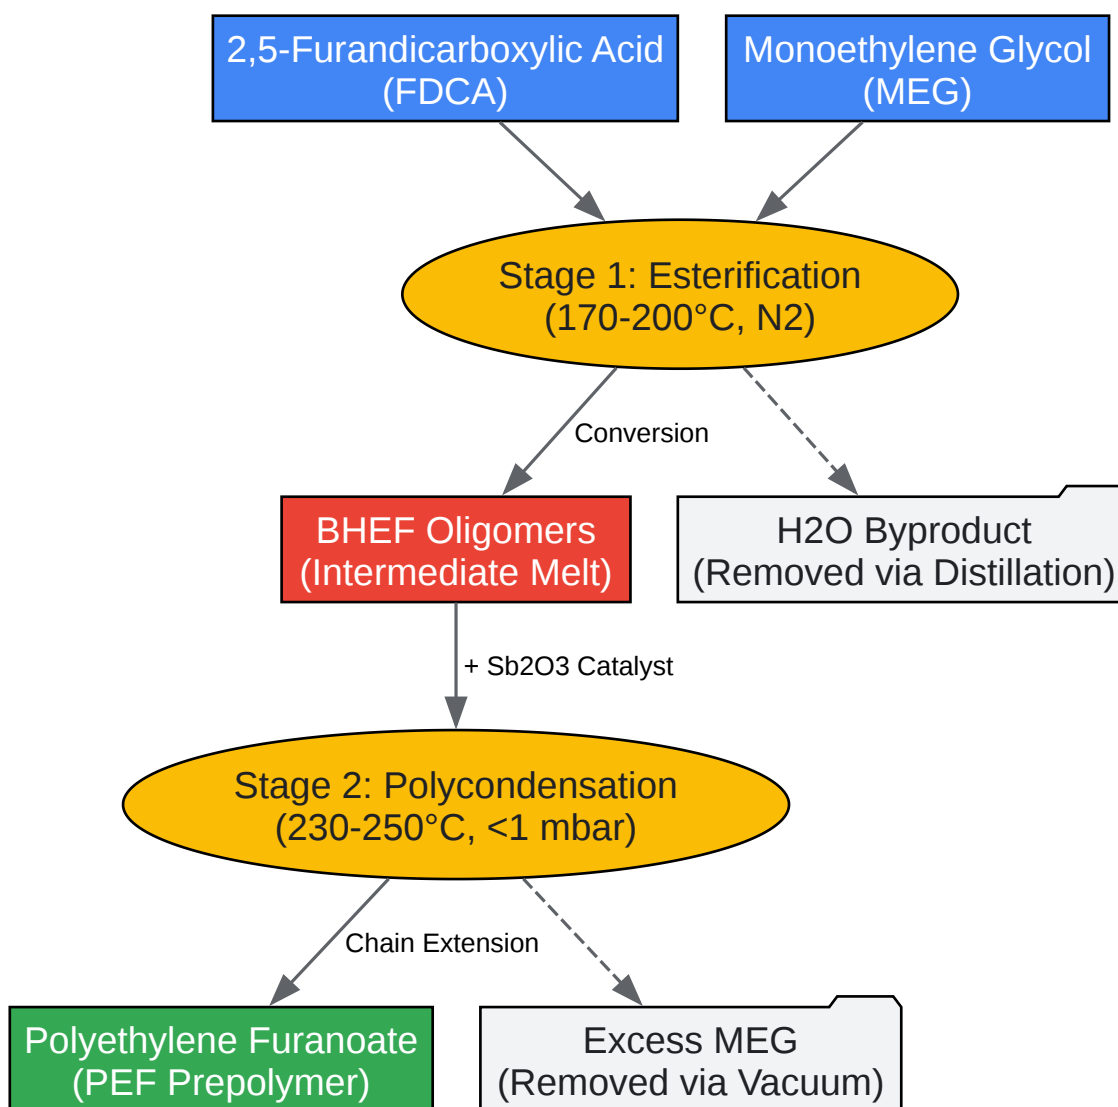 2,5-Furandicarboxylic Acid
(FDCA)
Monoethylene Glycol
(MEG)
Stage 1: Esterification
(170-200°C, N2)
Conversion
BHEF Oligomers
(Intermediate Melt)
H2O Byproduct
(Removed via Distillation)
+ Sb2O3 Catalyst
Stage 2: Polycondensation
(230-250°C, <1 mbar)
Chain Extension
Polyethylene Furanoate
(PEF Prepolymer)
Excess MEG
(Removed via Vacuum)